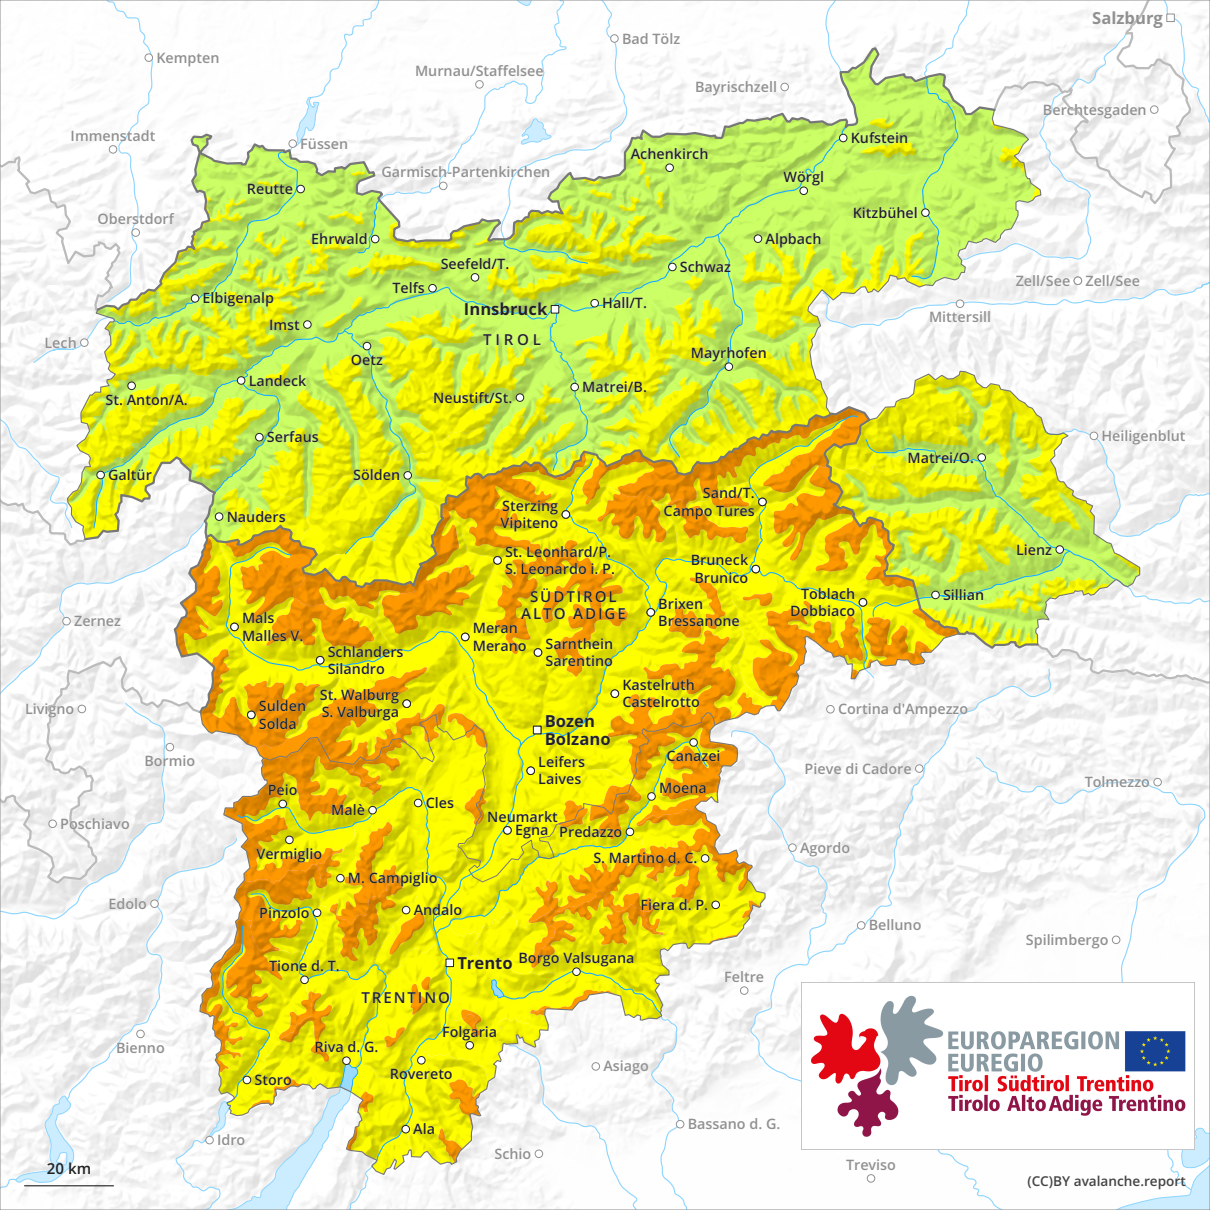 Salzburg
Bad Tölz
Kempten
Murnau/Staffelsee
Bayrischzell
Berchtesgaden
Immenstadt
Füssen
Kufstein
Achenkirch
Garmisch-Partenkirchen
Wörgl
Reutte
Oberstdorf
Kitzbühel
Ehrwald
Alpbach
Seefeld/T.
Schwaz
Zell/See
Zell/See
Telfs
Elbigenalp
Innsbruck
Hall/T.
Mittersill
Imst
TIROL
Lech
Oetz
Mayrhofen
Landeck
Matrei/B.
St. Anton/A.
Neustift/St.
Serfaus
Heiligenblut
Matrei/O.
Galtür
Sölden
Sand/T.
Campo Tures
Sterzing
Vipiteno
Nauders
St. Leonhard/P.
S. Leonardo i. P.
Lienz
Bruneck
Brunico
SÜDTIROL
ALTO ADIGE
Toblach
Dobbiaco
Sillian
Brixen
Bressanone
Zernez
Mals
Malles V.
Meran
Merano
Sarnthein
Sarentino
Schlanders
Silandro
Kastelruth
Castelrotto
St. Walburg
S. Valburga
Livigno
Sulden
Solda
Cortina d'Ampezzo
Bozen
Bolzano
Bormio
Canazei
Leifers
Laives
Pieve di Cadore
Tolmezzo
Peio
Moena
Malè
Cles
Neumarkt
Egna
Predazzo
Poschiavo
Vermiglio
S. Martino d. C.
Agordo
M. Campiglio
Edolo
Pinzolo
Andalo
Fiera d. P.
Belluno
Spilimbergo
Trento
Borgo Valsugana
Tione d. T.
Feltre
TRENTINO
Folgaria
Bienno
Riva d. G.
Rovereto
Asiago
Storo
EUROPAREGION
EUREGIO
Tirol Südtirol Trentino
Tirolo Alto Adige Trentino
Ala
Bassano d. G.
Idro
Schio
Treviso
20 km
(CC)BY avalanche.report